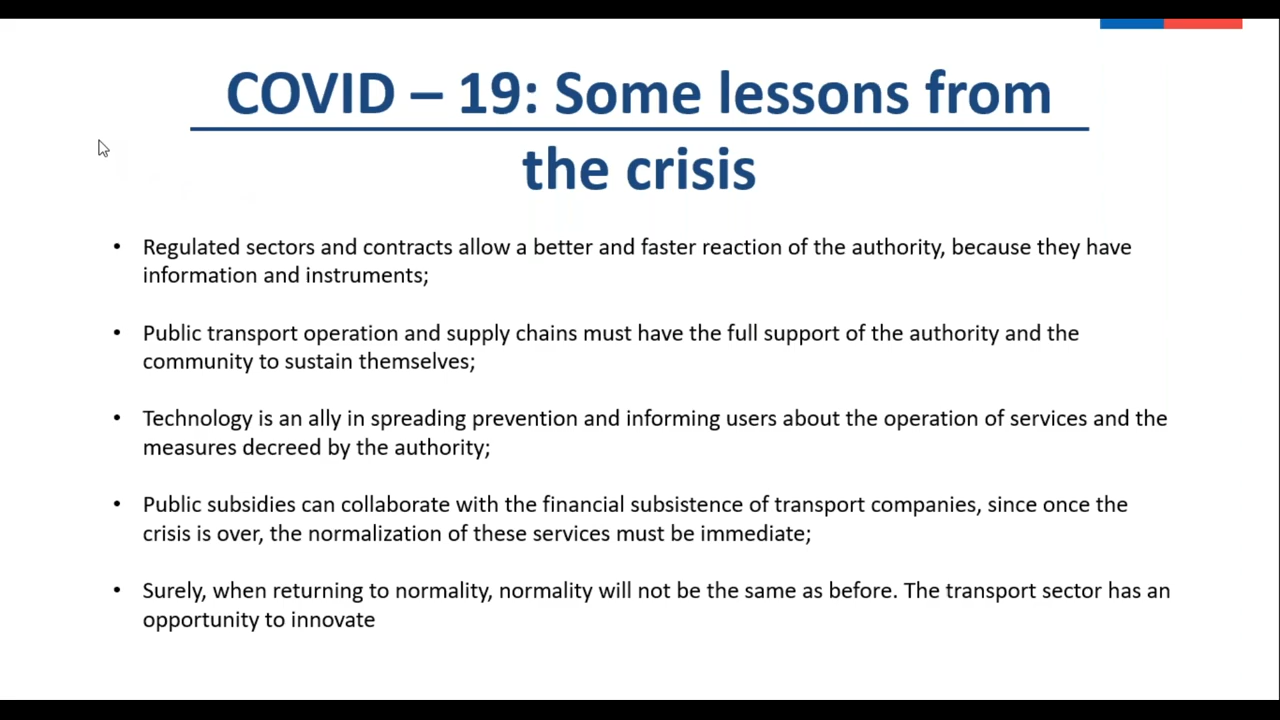 COVID – 19: Some lessons from
the crisis
• Regulated sectors and contracts allow a better and faster reaction of the authority, because they have
information and instruments;
• Public transport operation and supply chains must have the full support of the authority and the
community to sustain themselves;
• Technology is an ally in spreading prevention and informing users about the operation of services and the
measures decreed by the authority;
• Public subsidies can collaborate with the financial subsistence of transport companies, since once the
crisis is over, the normalization of these services must be immediate;
• Surely, when returning to normality, normality will not be the same as before. The transport sector has an
opportunity to innovate